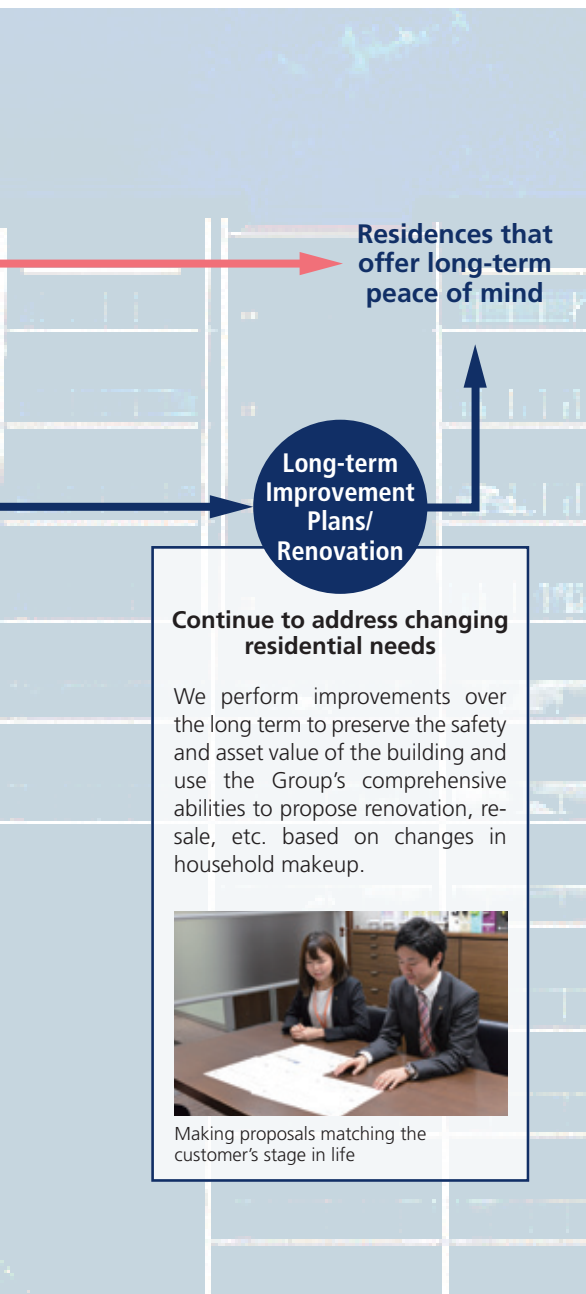 Residences that
offer long-term
peace of mind
Long-term
Improvement
Plans/
Renovation
Continue to address changing
residential needs
We perform improvements over
the long term to preserve the safety
and asset value of the building and
use the Group's comprehensive
abilities to propose renovation, re-
sale, etc. based on changes in
household makeup.
Making proposals matching the
customer's stage in life